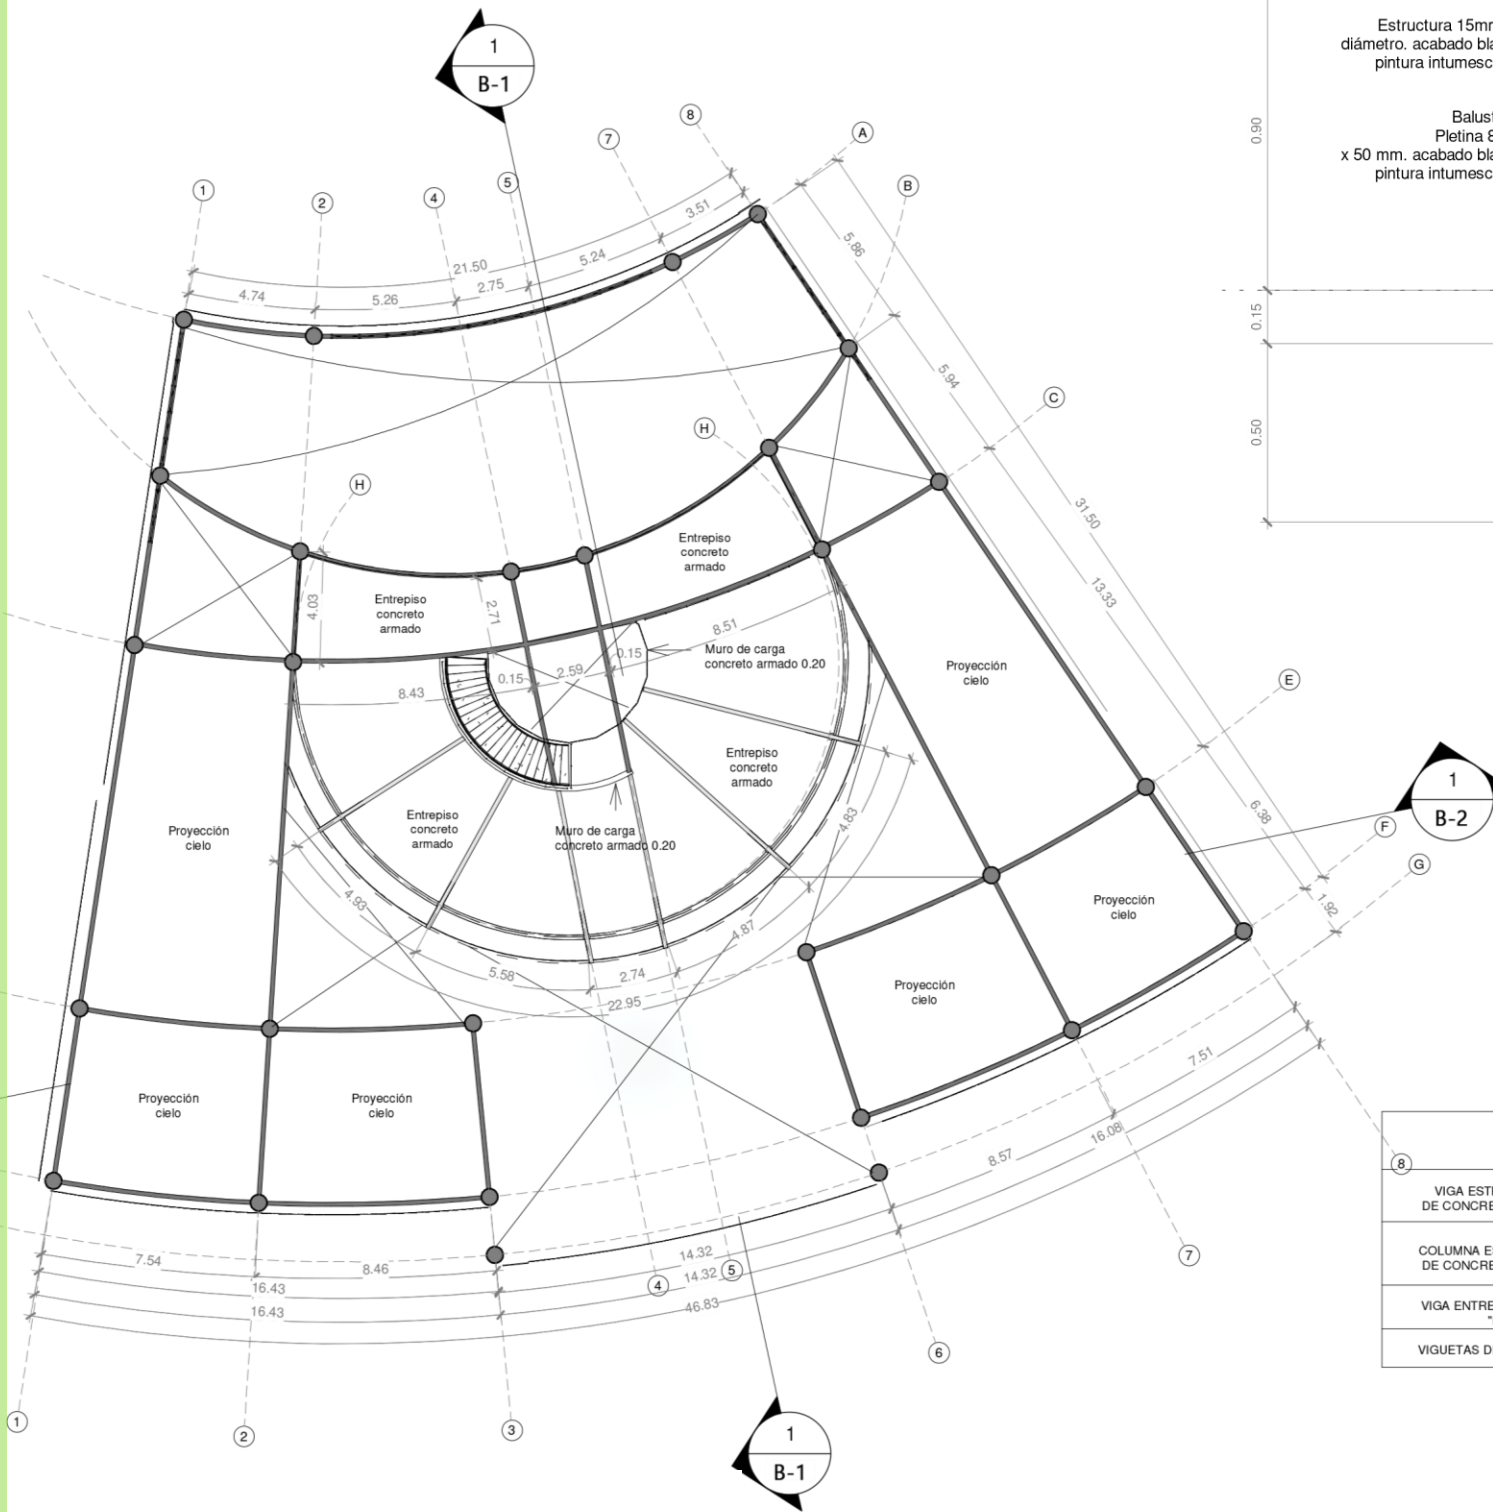 1
B-1
Estructura 15mm
diámetro. acabado bla
pintura intumesc
0.90
Balust
Pletina 8
x 50 mm. acabado bla
pintura intumesc
8
7
A
B
5
1
2
4
3.51
5.24
21.50
2.75
4.74
5.26
5.86
0.15
5.94
C
0.50
H
H
31.50
Entrepiso
concreto
armado
Entrepiso
concreto
armado
4.03
2.71
13.33
8.51
0.15
Muro de carga
concreto armado 0.20
2.59
0.15
8.43
Proyección
cielo
E
Entrepiso
concreto
armado
1
B-2
6.38
F
4.83
Entrepiso
concreto
armado
Muro de carga
concreto armado 0.20
Proyección
cielo
G
4.93
Proyección
cielo
1.92
4.87
5.58
2.74
22.95
Proyección
cielo
7.51
Proyección
cielo
Proyección
cielo
16.08
8.57
8
VIGA EST
DE CONCRE
7.54
8.46
14.32
5
7
COLUMNA E
DE CONCRE
16.43
14.32
4
16.43
46.83
VIGA ENTRE
VIGUETAS D
6
1
2
3
1
B-1